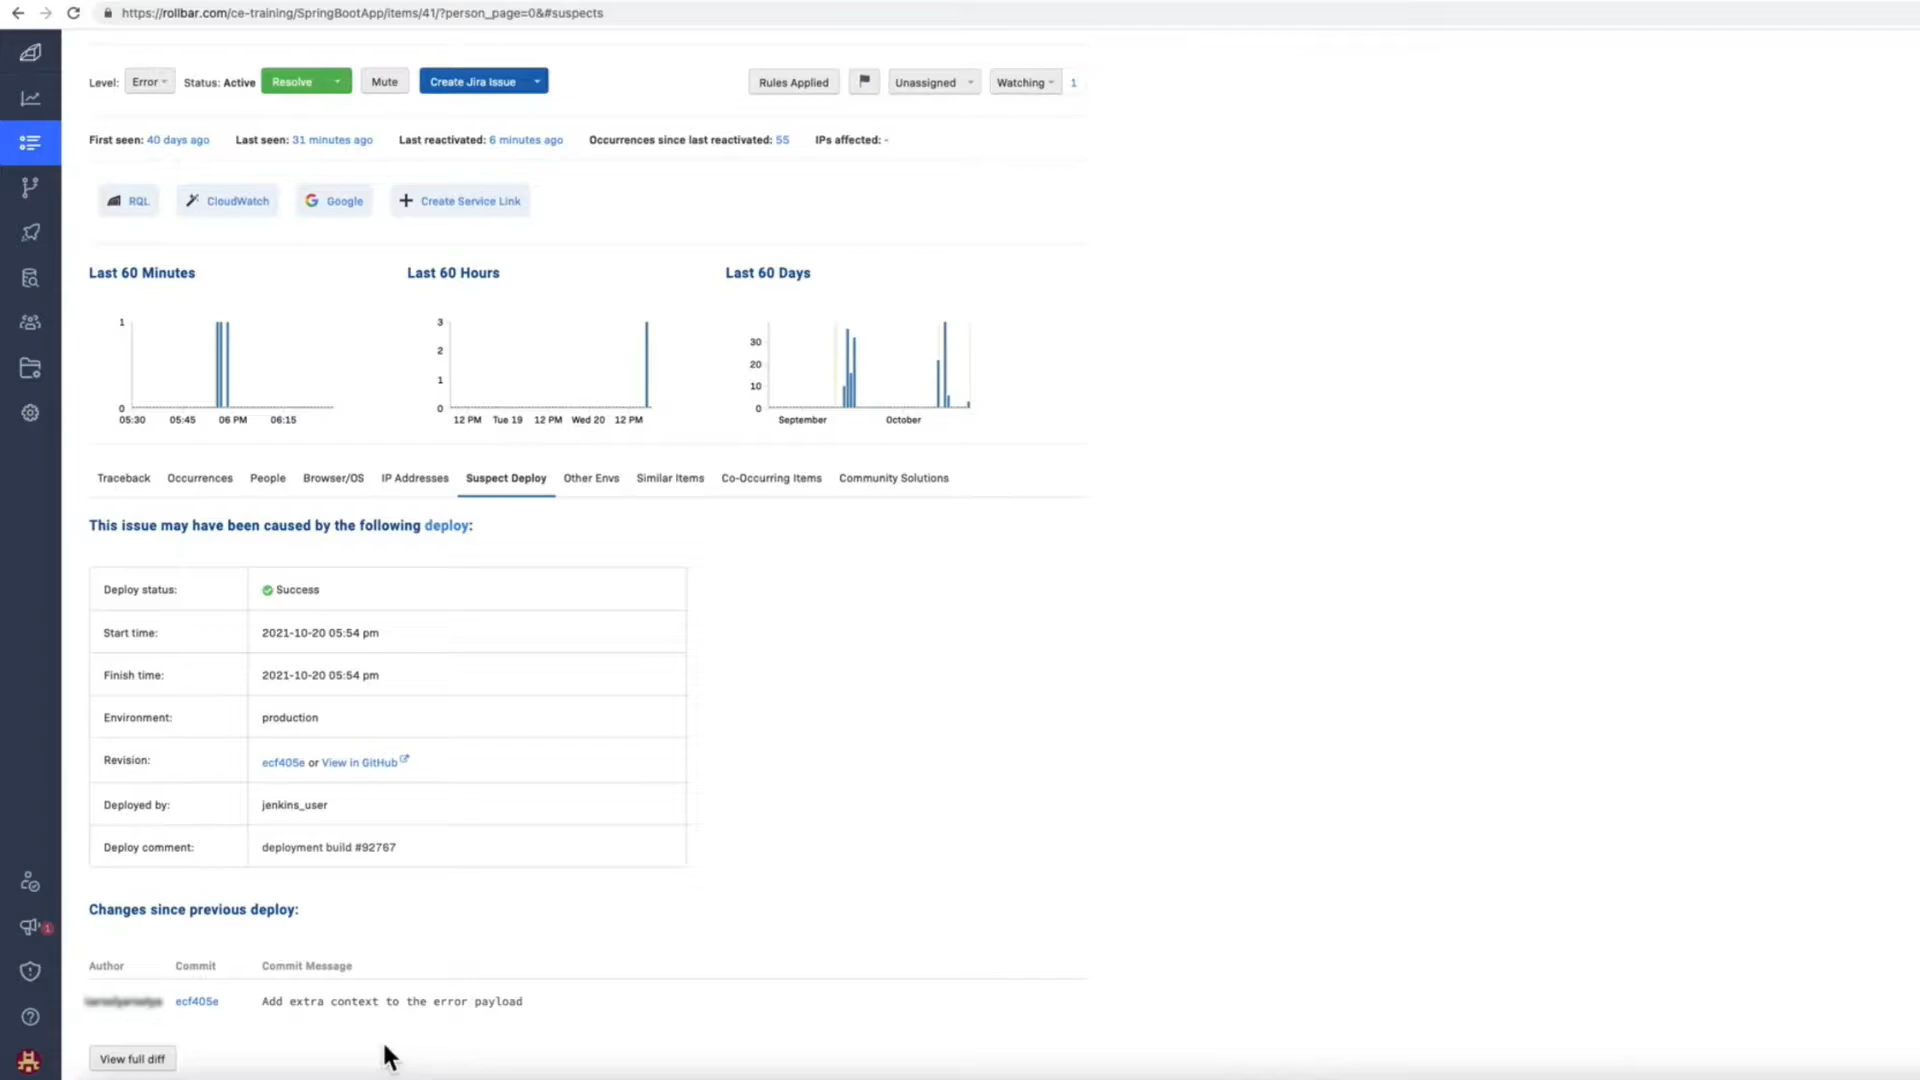 https://rollbar.com/ce-training/SpringBootApp/items/41/?person_page=0&#suspects
Level: Error Status: Active Resolve Mute Create Jira Issue Rules Applied Unassigned Watching 1
First seen: 40 days ago Last seen: 31 minutes ago Last reactivated: 6 minutes ago Occurrences since last reactivated: 55 IPs affected: -
RQL CloudWatch Google Create Service Link
Last 60 Minutes Last 60 Hours Last 60 Days
1
0
05:30 05:45 06 PM 06:15
3
2
1
0
12 PM Tue 19 12 PM Wed 20 12 PM
30
20
10
0
September October
Traceback Occurrences People Browser/OS IP Addresses Suspect Deploy Other Envs Similar Items Co-Occurring Items Community Solutions
This issue may have been caused by the following deploy:
Deploy status: Success
Start time: 2021-10-20 05:54 pm
Finish time: 2021-10-20 05:54 pm
Environment: production
Revision: ecf405e or View in GitHub
Deployed by: jenkins_user
Deploy comment: deployment build #92767
1
Changes since previous deploy:
Author Commit Commit Message
ecf405e Add extra context to the error payload
View full diff